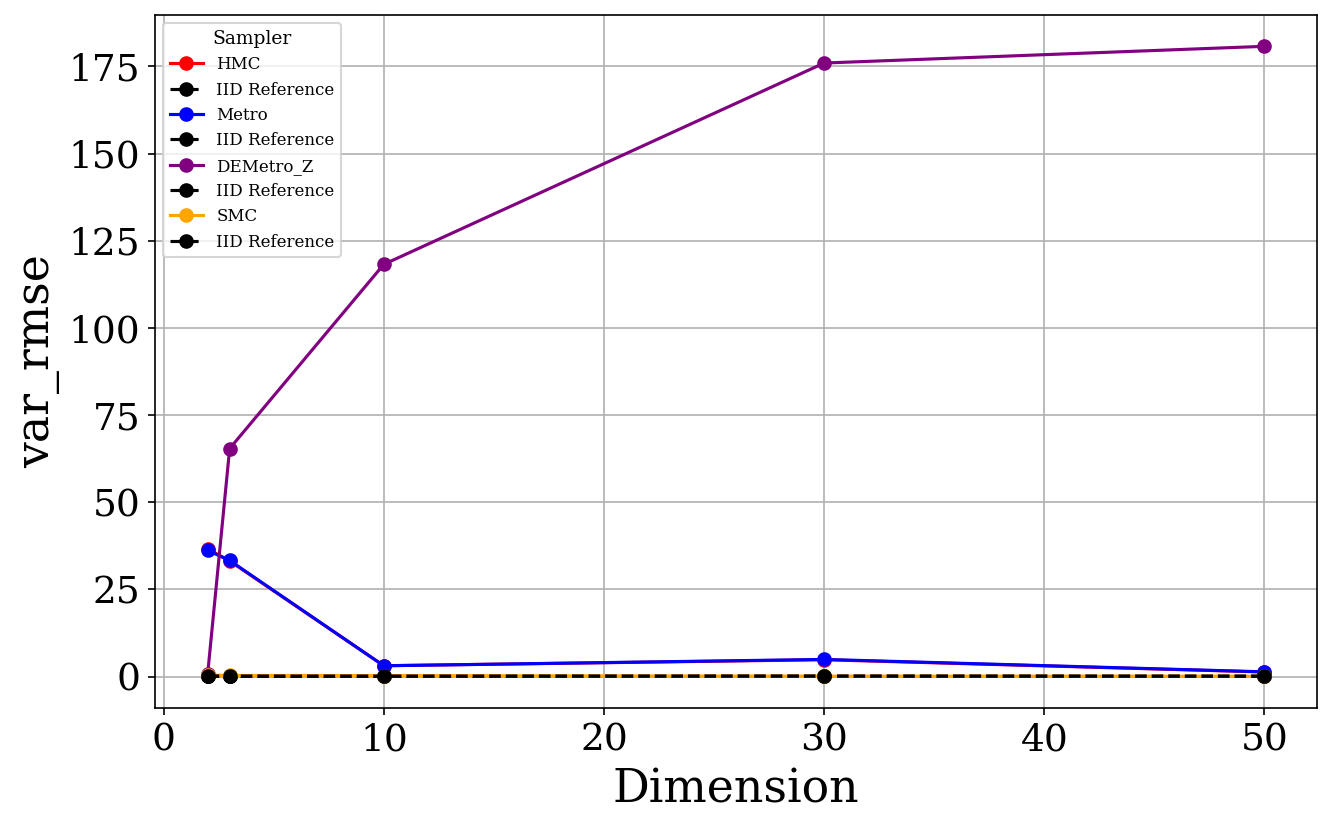 Sampler
HMC
IID Reference
Metro
IID Reference
DEMetro_Z
IID Reference
SMC
IID Reference
175
150
125
100
75
50
25
0
var_rmse
0 10 20 30 40 50
Dimension